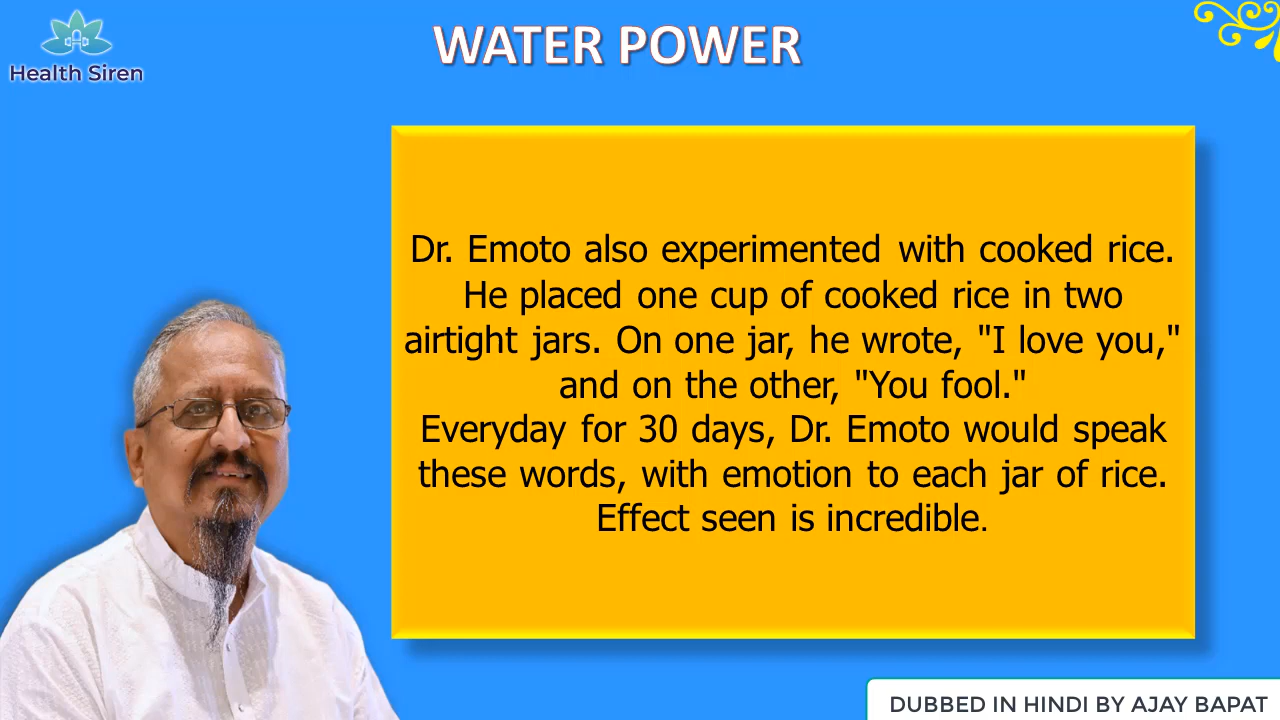 Health Siren
WATER POWER
Dr. Emoto also experimented with cooked rice.
He placed one cup of cooked rice in two
airtight jars. On one jar, he wrote, "I love you,"
and on the other, "You fool."
Everyday for 30 days, Dr. Emoto would speak
these words, with emotion to each jar of rice.
Effect seen is incredible.
DUBBED IN HINDI BY AJAY BAPAT